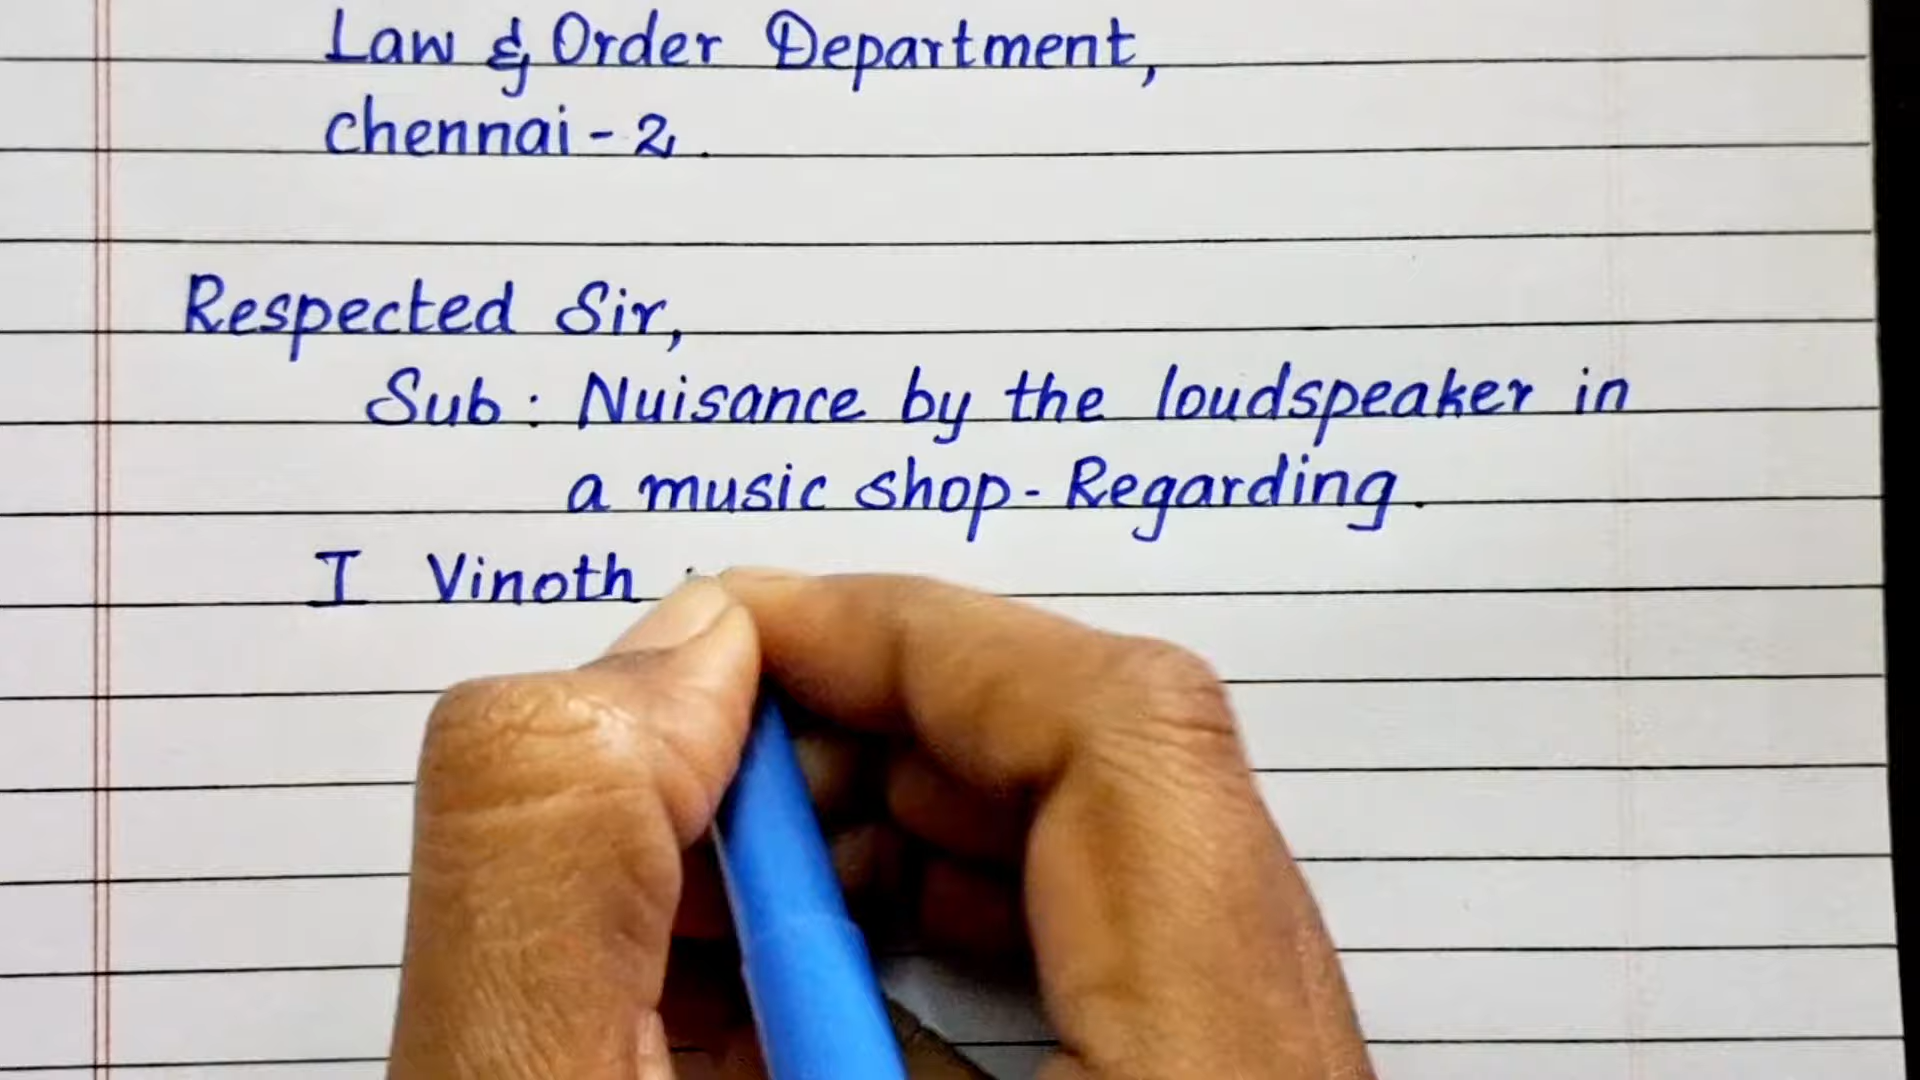 Law & Order Department,
Chennai - 2.
Respected Sir,
Sub : Nuisance by the loudspeaker in
a music shop - Regarding.
I Vinoth